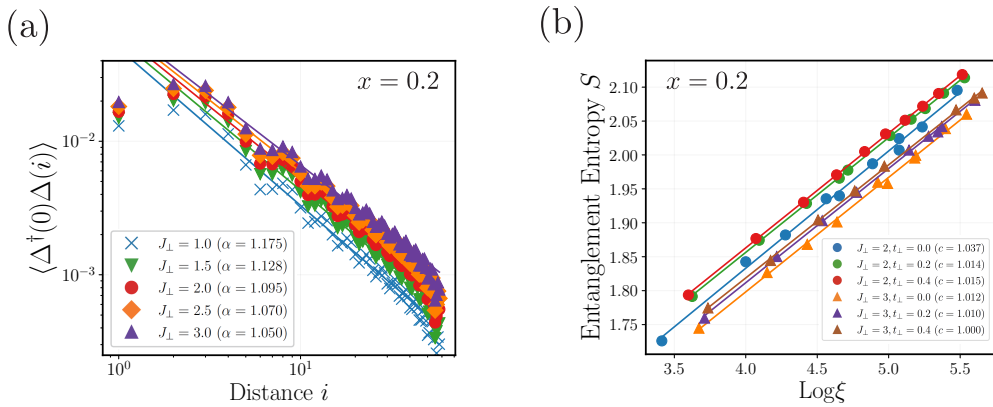 (a)
x = 0.2
⟨Δ†(0)Δ(i)⟩
10⁻²
10⁻³
J⊥ = 1.0 (α = 1.175)
J⊥ = 1.5 (α = 1.128)
J⊥ = 2.0 (α = 1.095)
J⊥ = 2.5 (α = 1.070)
J⊥ = 3.0 (α = 1.050)
10⁰
10¹
Distance i
(b)
x = 0.2
Entanglement Entropy S
2.10
2.05
2.00
1.95
1.90
1.85
1.80
1.75
J⊥ = 2, t⊥ = 0.0 (c = 1.037)
J⊥ = 2, t⊥ = 0.2 (c = 1.014)
J⊥ = 2, t⊥ = 0.4 (c = 1.015)
J⊥ = 3, t⊥ = 0.0 (c = 1.012)
J⊥ = 3, t⊥ = 0.2 (c = 1.010)
J⊥ = 3, t⊥ = 0.4 (c = 1.000)
3.5 4.0 4.5 5.0 5.5
Logξ